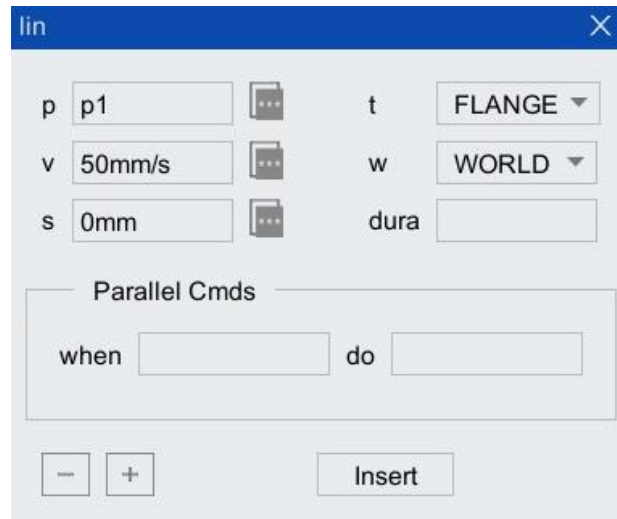 lin
p p1 t FLANGE
v 50mm/s w WORLD
s 0mm dura
Parallel Cmds
when do
Insert